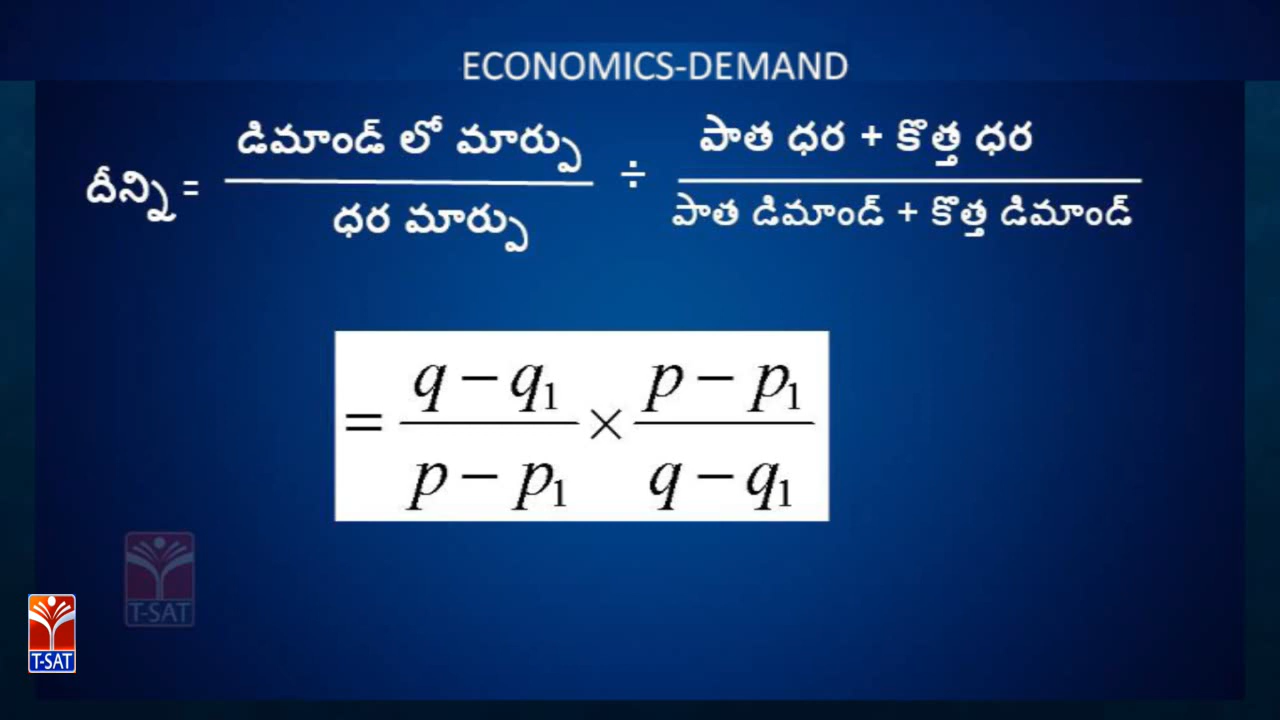 ECONOMICS-DEMAND
దీన్ని = డిమాండ్ లో మార్పు / ధర మార్పు ÷ పాత ధర + కొత్త ధర / పాత డిమాండ్ + కొత్త డిమాండ్
= q − q₁ / p − p₁ × p − p₁ / q − q₁
T-SAT
T-SAT